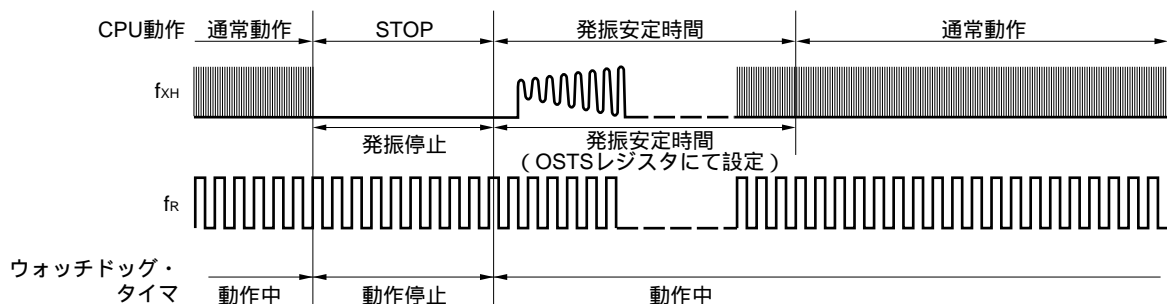 CPU動作 通常動作 STOP 発振安定時間 通常動作
fXH
発振停止 発振安定時間
（OSTSレジスタにて設定）
fR
ウォッチドッグ・
タイマ 動作中 動作停止 動作中